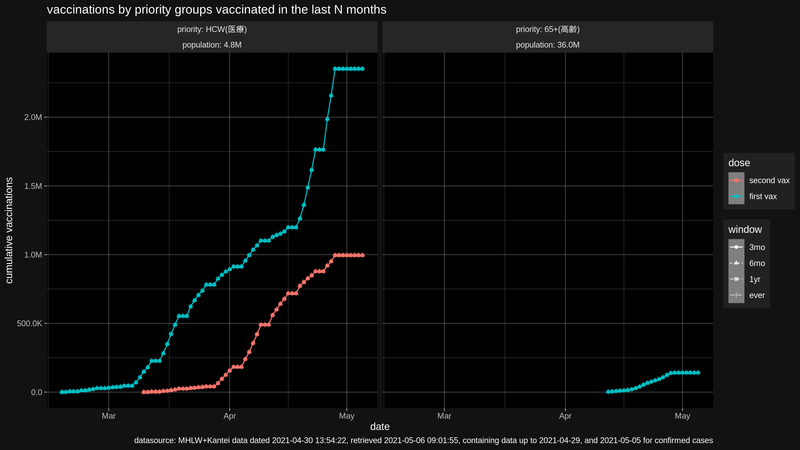 vaccinations by priority groups vaccinated in the last N months
priority: HCW(医療)
population: 4.8M
priority: 65+(高齢)
population: 36.0M
cumulative vaccinations
2.0M
1.5M
1.0M
500.0K
0.0
Mar
Apr
May
Mar
Apr
May
date
dose
second vax
first vax
window
3mo
6mo
1yr
ever
datasource: MHLW+Kantei data dated 2021-04-30 13:54:22, retrieved 2021-05-06 09:01:55, containing data up to 2021-04-29, and 2021-05-05 for confirmed cases